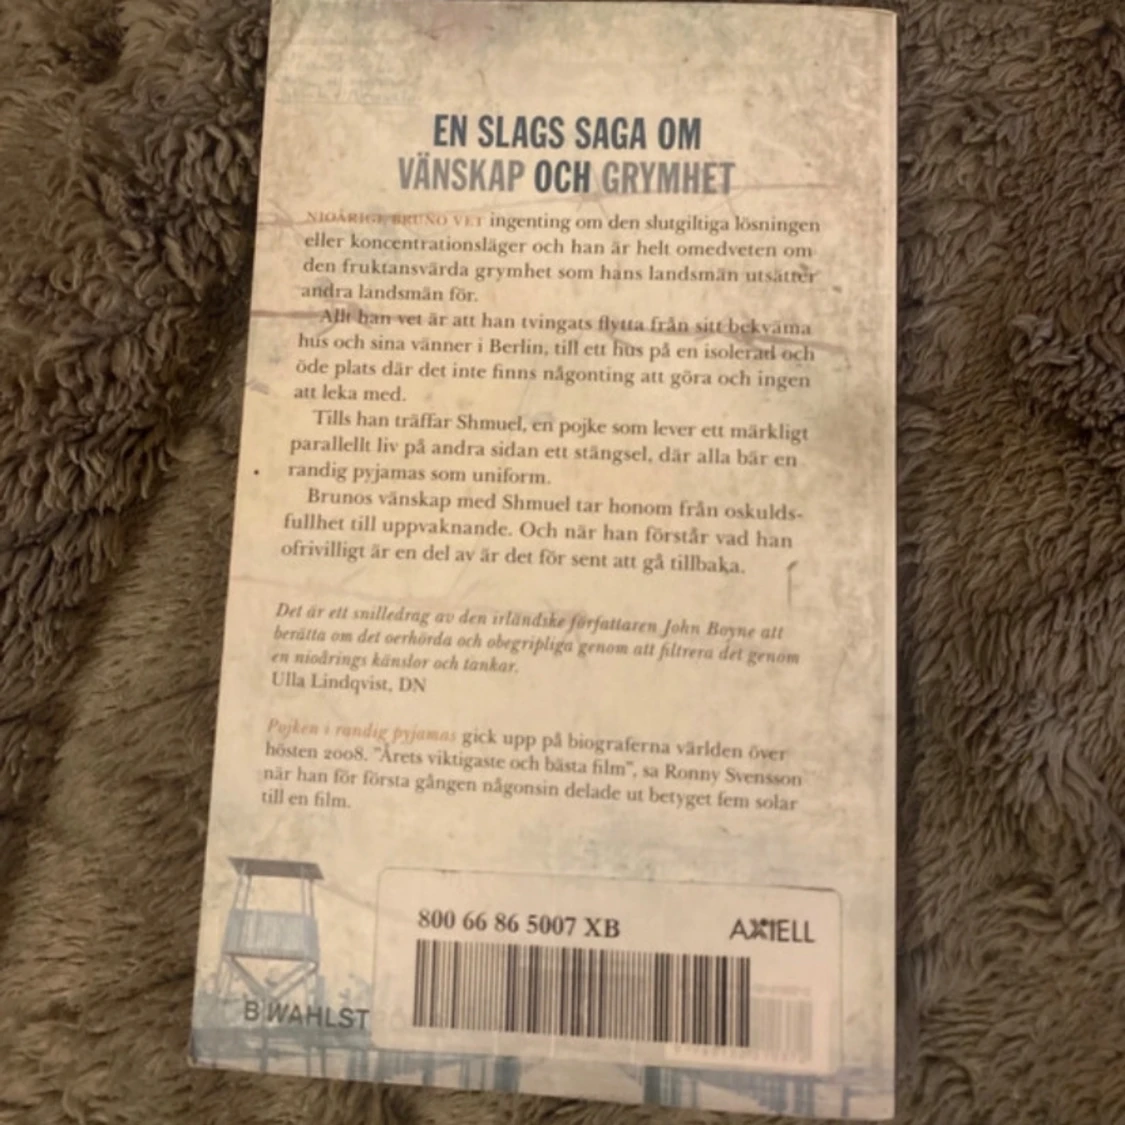 EN SLAGS SAGA OM
VÄNSKAP OCH GRYMHET
NIOÅRIGE BRUNO VET ingenting om den slutgiltiga lösningen
eller koncentrationsläger och han är helt omedveten om
den fruktansvärda grymhet som hans landsmän utsätter
andra landsmän för.
Allt han vet är att han tvingats flytta från sitt bekväma
hus och sina vänner i Berlin, till ett hus på en isolerad och
öde plats där det inte finns någonting att göra och ingen
att leka med.
Tills han träffar Shmuel, en pojke som lever ett märkligt
parallellt liv på andra sidan ett stängsel, där alla bär en
randig pyjamas som uniform.
Brunos vänskap med Shmuel tar honom från oskulds-
fullhet till uppvaknande. Och när han förstår vad han
ofrivilligt är en del av är det för sent att gå tillbaka.
Det är ett snilledrag av den irländske författaren John Boyne att
berätta om det oerhörda och obegripliga genom att filtrera det genom
en nioårings känslor och tankar.
Ulla Lindqvist, DN
Pojken i randig pyjamas gick upp på biograferna världen över
hösten 2008. "Årets viktigaste och bästa film", sa Ronny Svensson
när han för första gången någonsin delade ut betyget fem solar
till en film.
800 66 86 5007 XB
AXIELL
B WAHLST